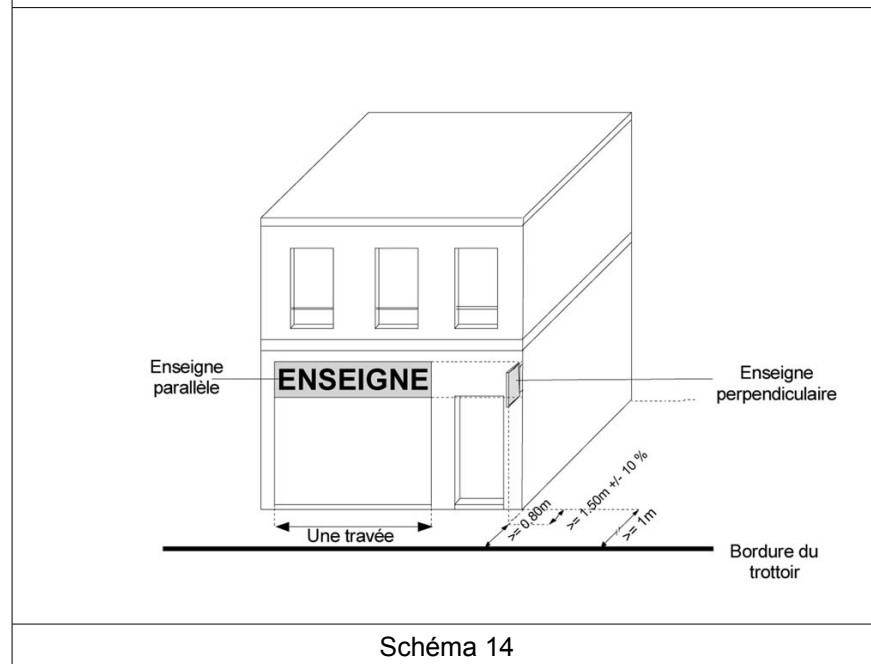 Enseigne
parallèle
ENSEIGNE
Enseigne
perpendiculaire
>= 0.80m
>= 1.50m +/- 10 %
>= 1m
Une travée
Bordure du
trottoir
Schéma 14